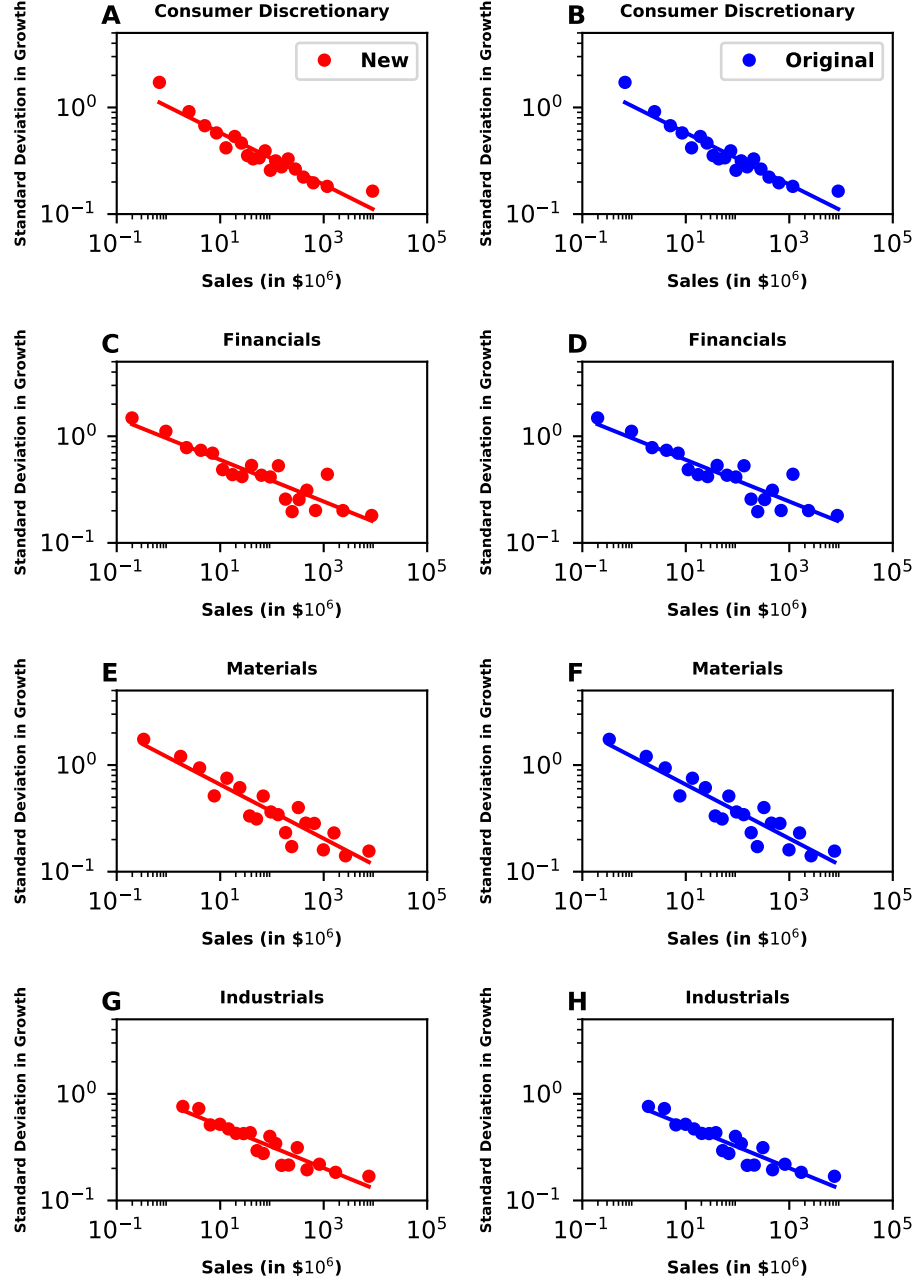 A Consumer Discretionary
Standard Deviation in Growth
New
10^0
10^−1
10^−1 10^1 10^3 10^5
Sales (in $10^6)
B Consumer Discretionary
Standard Deviation in Growth
Original
10^0
10^−1
10^−1 10^1 10^3 10^5
Sales (in $10^6)
C Financials
Standard Deviation in Growth
10^0
10^−1
10^−1 10^1 10^3 10^5
Sales (in $10^6)
D Financials
Standard Deviation in Growth
10^0
10^−1
10^−1 10^1 10^3 10^5
Sales (in $10^6)
E Materials
Standard Deviation in Growth
10^0
10^−1
10^−1 10^1 10^3 10^5
Sales (in $10^6)
F Materials
Standard Deviation in Growth
10^0
10^−1
10^−1 10^1 10^3 10^5
Sales (in $10^6)
G Industrials
Standard Deviation in Growth
10^0
10^−1
10^−1 10^1 10^3 10^5
Sales (in $10^6)
H Industrials
Standard Deviation in Growth
10^0
10^−1
10^−1 10^1 10^3 10^5
Sales (in $10^6)